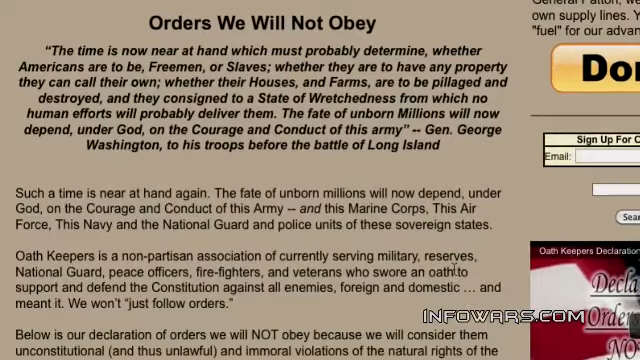 Orders We Will Not Obey
“The time is now near at hand which must probably determine, whether
Americans are to be, Freemen, or Slaves; whether they are to have any property
they can call their own; whether their Houses, and Farms, are to be pillaged and
destroyed, and they consigned to a State of Wretchedness from which no
human efforts will probably deliver them. The fate of unborn Millions will now
depend, under God, on the Courage and Conduct of this army” -- Gen. George
Washington, to his troops before the battle of Long Island
Such a time is near at hand again. The fate of unborn millions will now depend, under
God, on the Courage and Conduct of this Army -- and this Marine Corps, This Air
Force, This Navy and the National Guard and police units of these sovereign states.
Oath Keepers is a non-partisan association of currently serving military, reserves,
National Guard, peace officers, fire-fighters, and veterans who swore an oath to
support and defend the Constitution against all enemies, foreign and domestic … and
meant it. We won’t “just follow orders.”
Below is our declaration of orders we will NOT obey because we will consider them
unconstitutional (and thus unlawful) and immoral violations of the natural rights of the
own supply lines.
"fuel" for our advan
Do
Sign Up For
Email:
Sear
Oath Keepers Declaration
Decla
Orders
NO
INFOWARS.COM